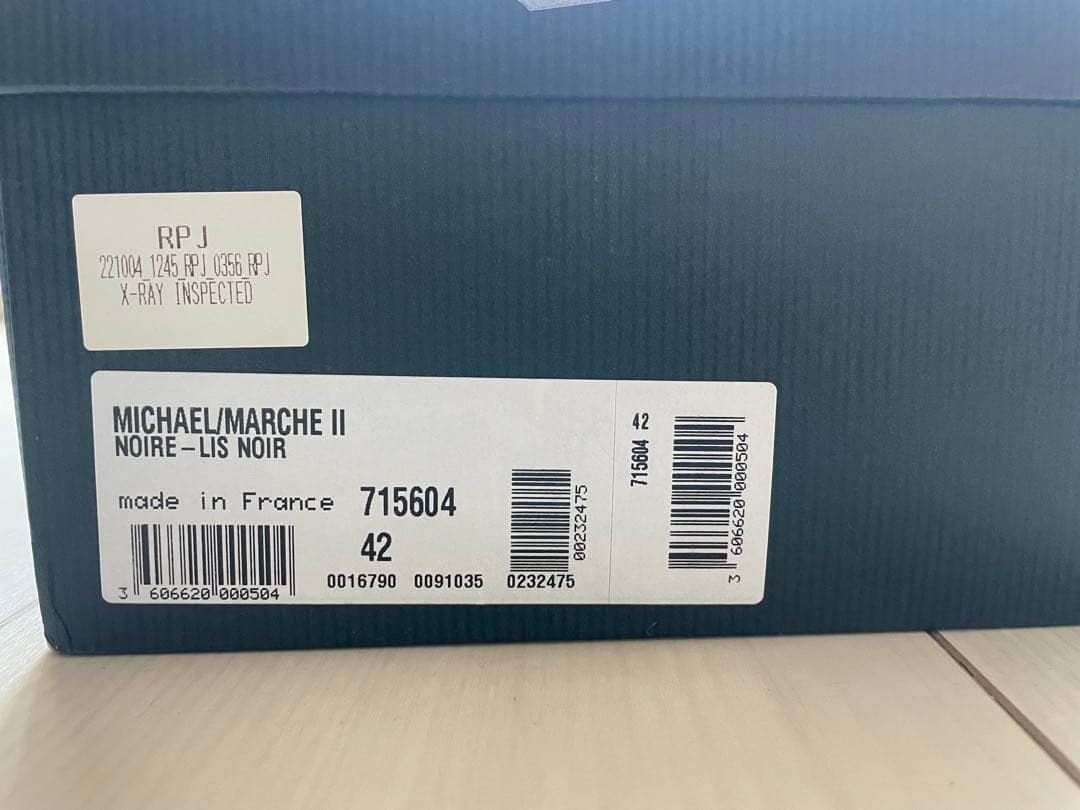 RPJ
221004_1245_RPJ_0356_RPJ
X-RAY INSPECTED
MICHAEL/MARCHE II
NOIRE–LIS NOIR
made in France 715604
42
3 606620 000504
0016790 0091035 0232475
00232475
715604 42
3 606620 000504